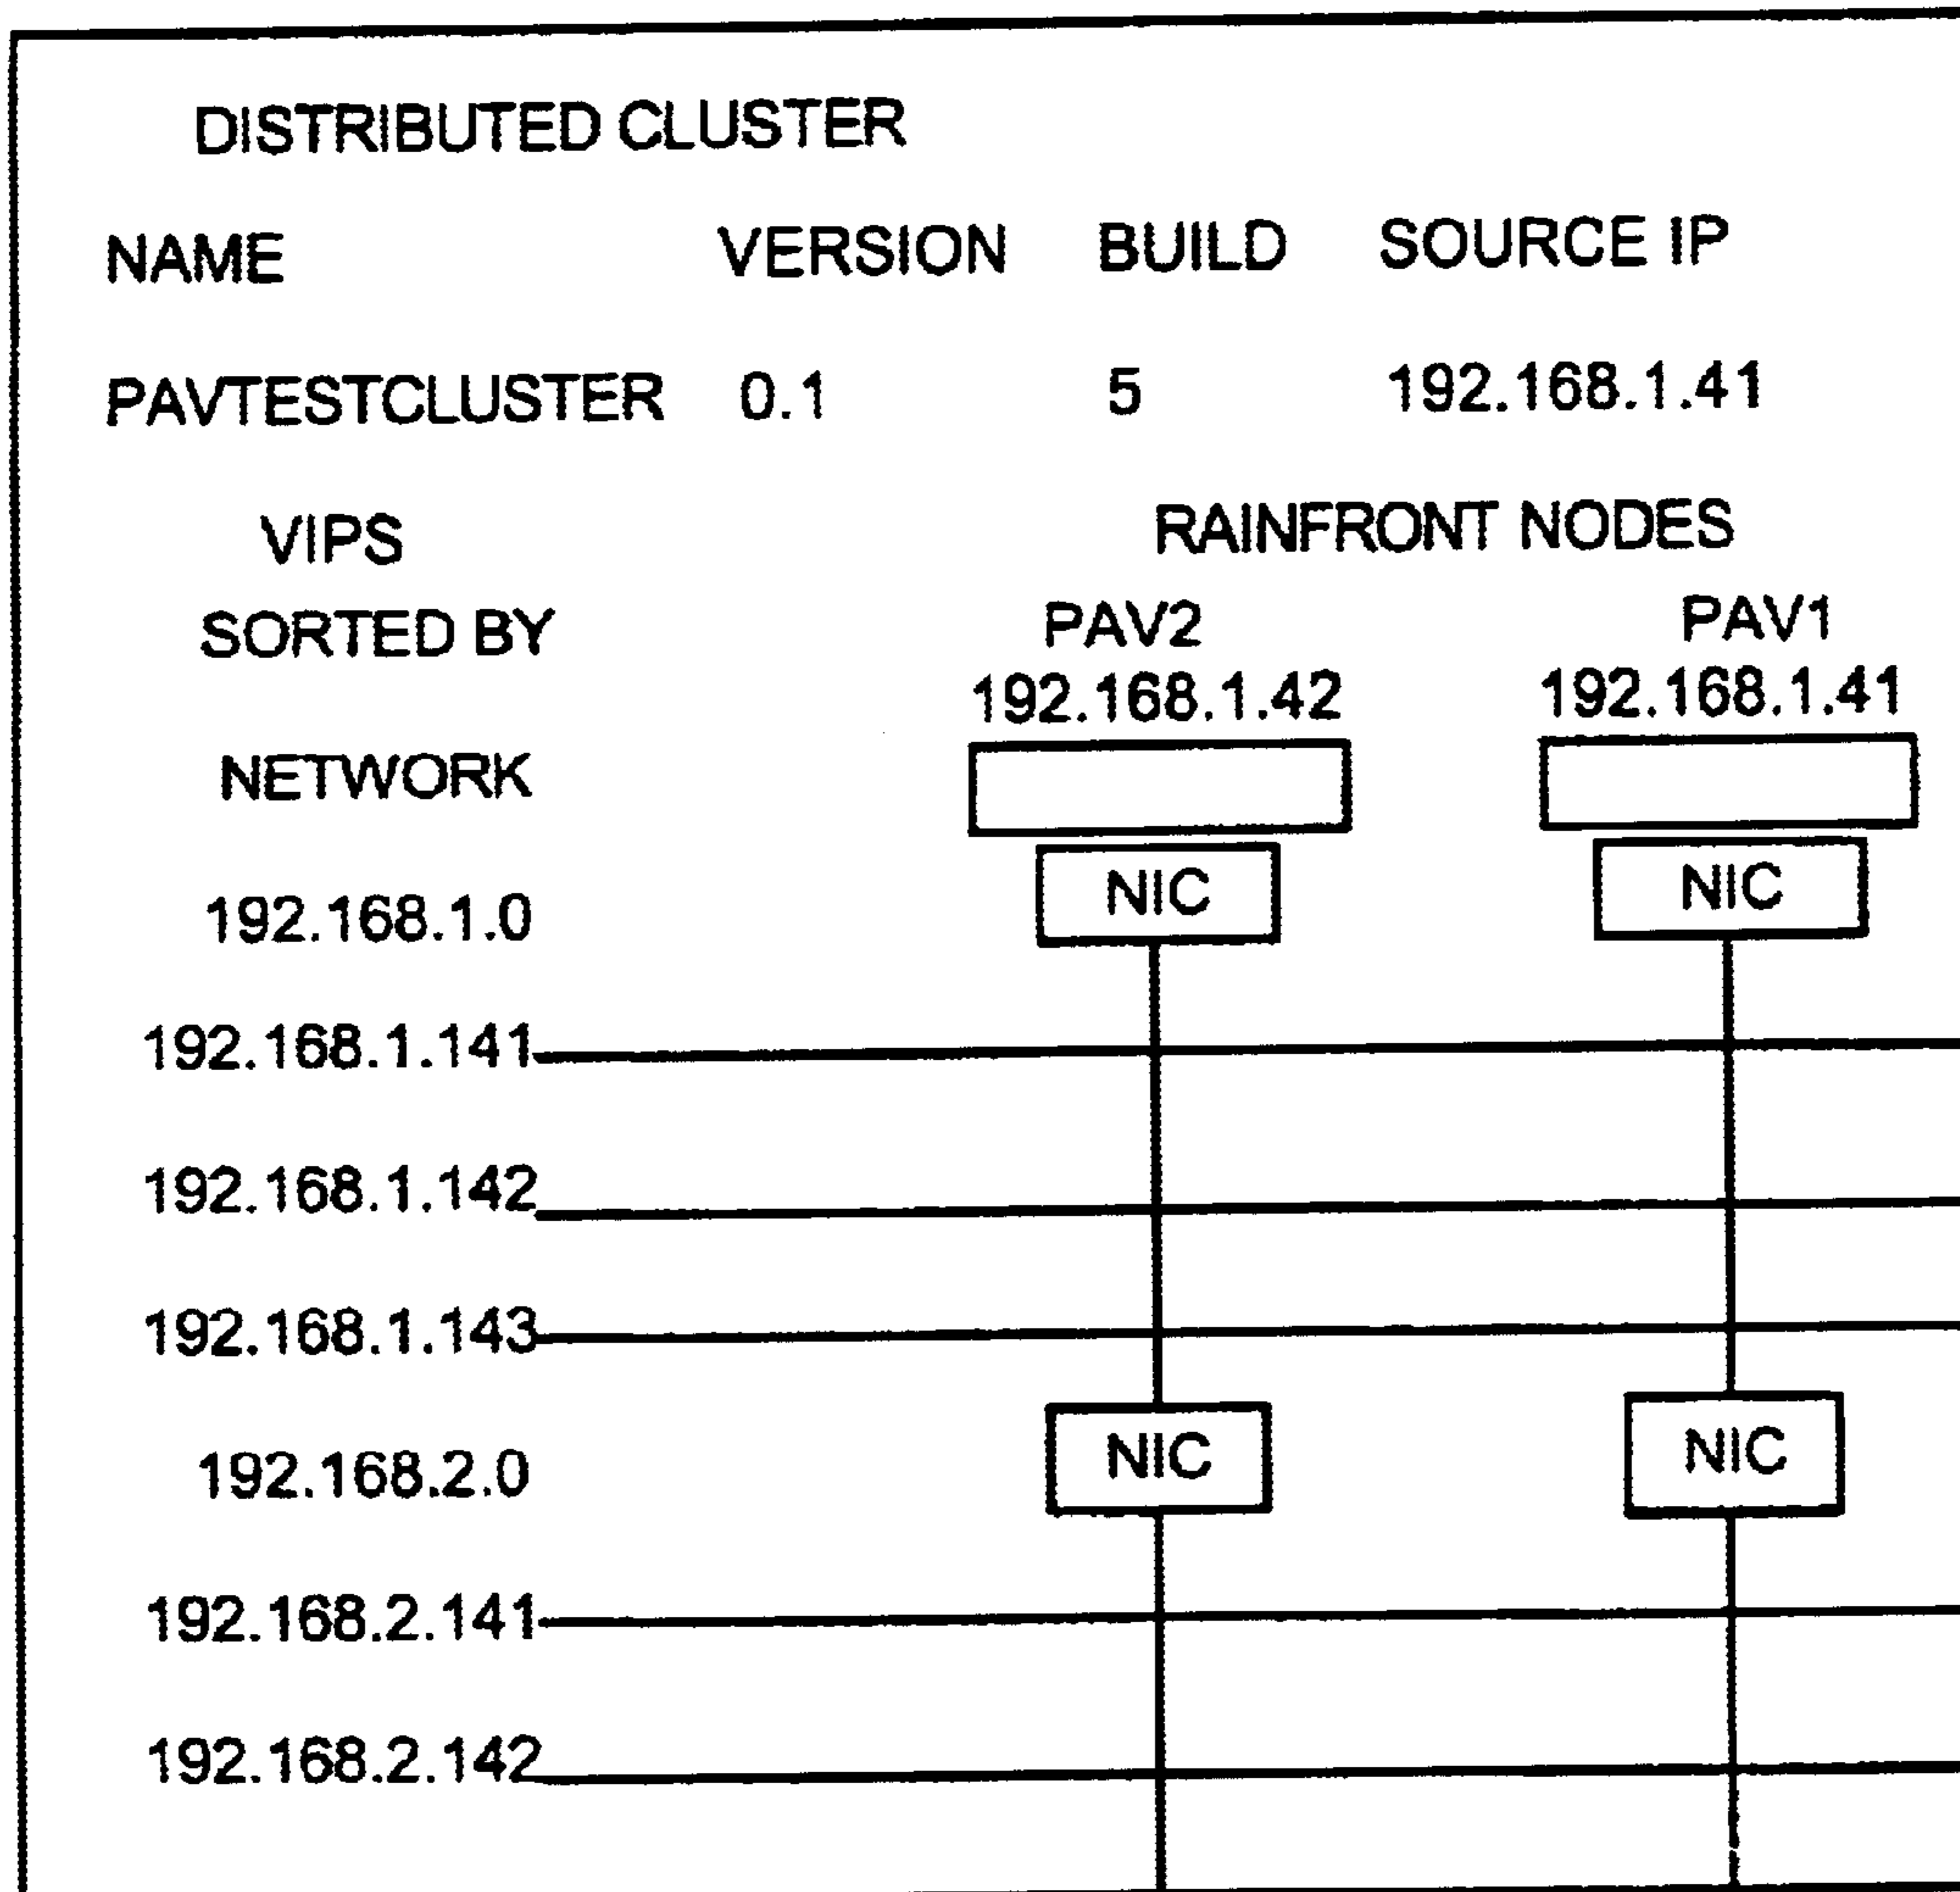 DISTRIBUTED CLUSTER
NAME VERSION BUILD SOURCE IP
PAVTESTCLUSTER 0.1 5 192.168.1.41
VIPS RAINFRONT NODES
SORTED BY PAV2 PAV1
192.168.1.42 192.168.1.41
NETWORK
192.168.1.0 NIC NIC
192.168.1.141
192.168.1.142
192.168.1.143
192.168.2.0 NIC NIC
192.168.2.141
192.168.2.142